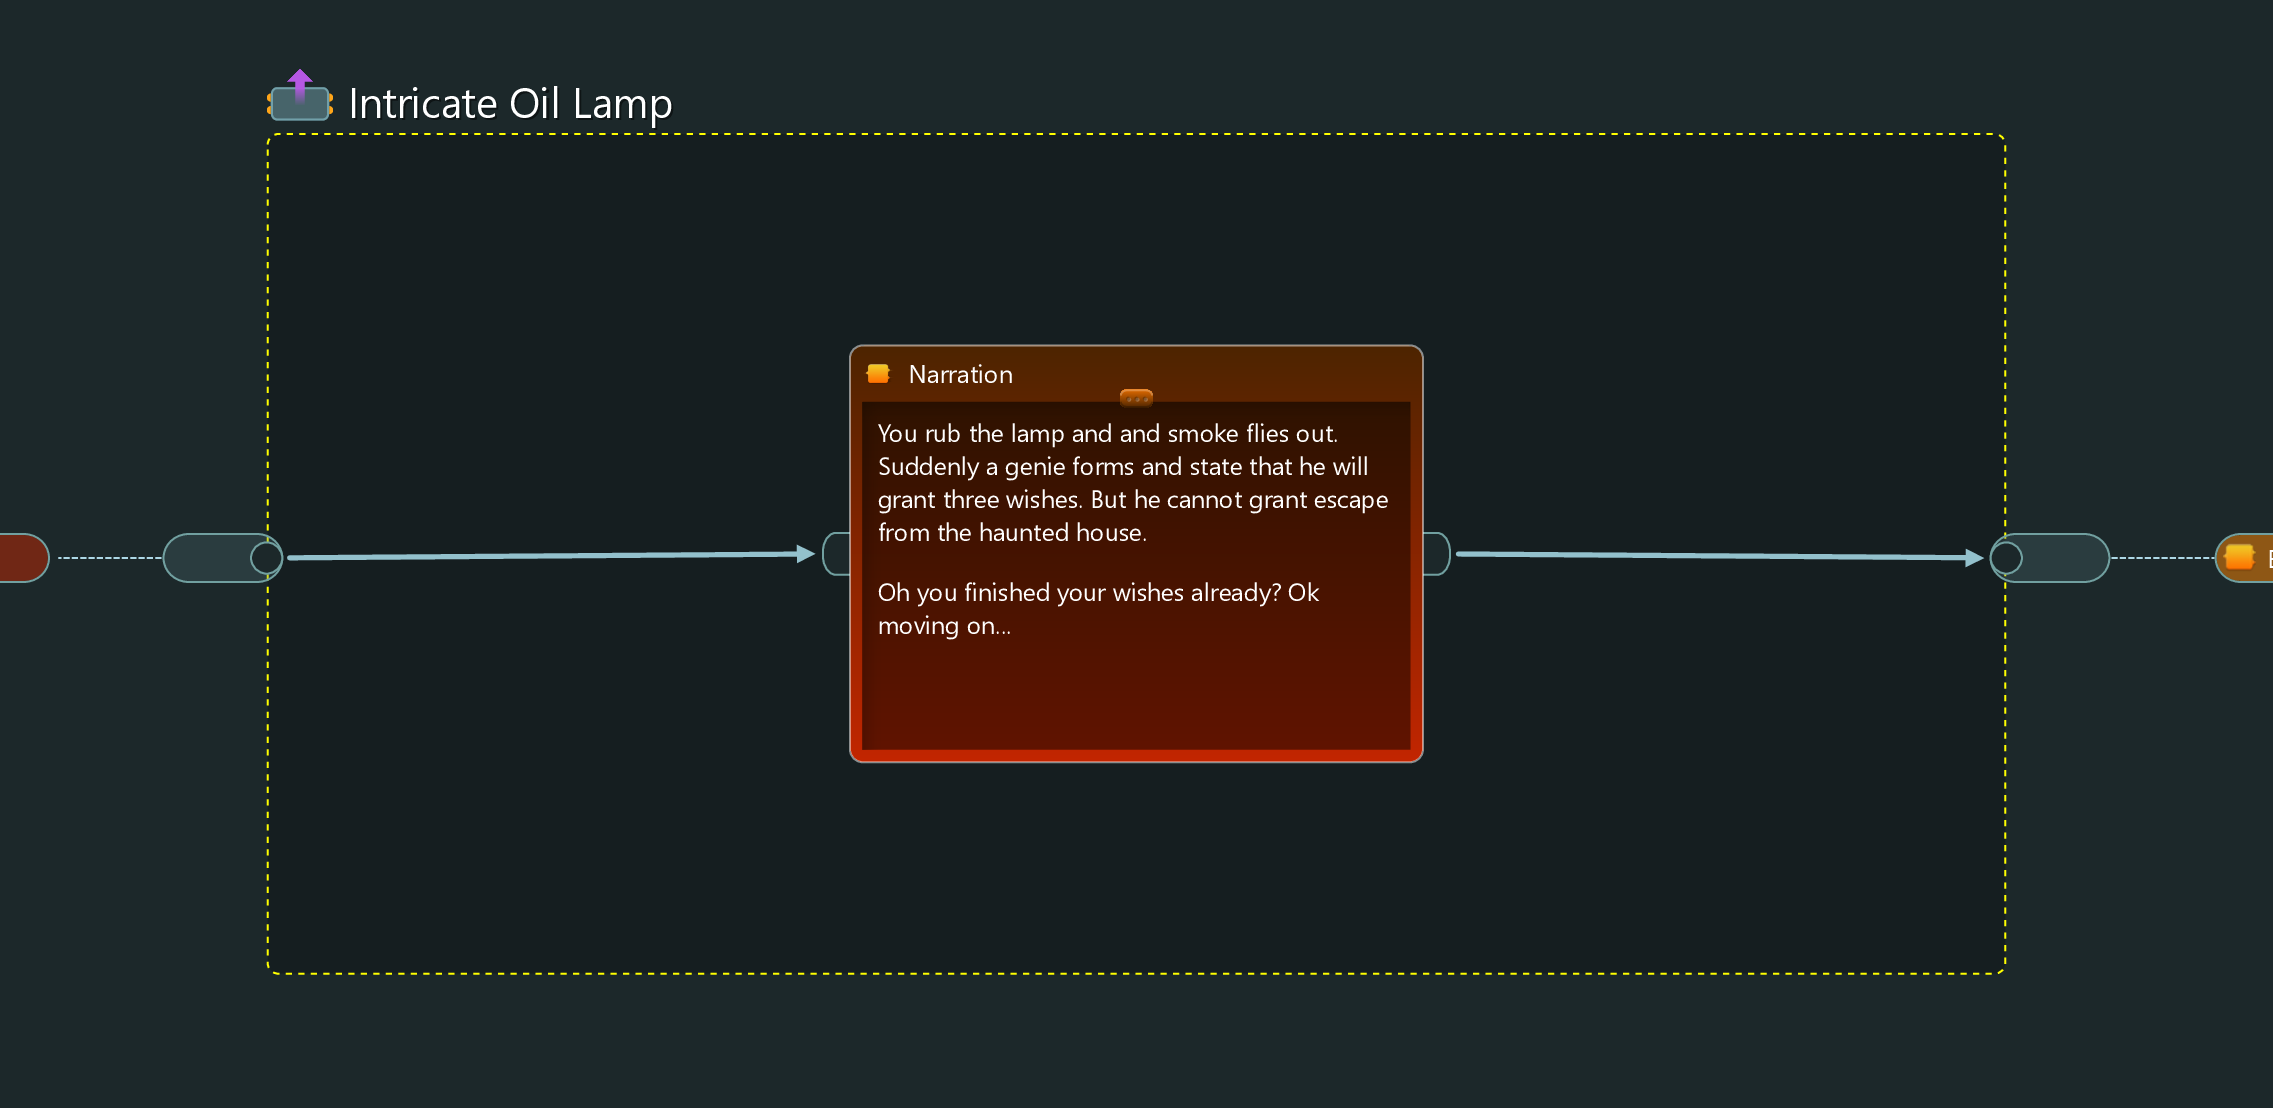 Intricate Oil Lamp
Narration
You rub the lamp and and smoke flies out.
Suddenly a genie forms and state that he will
grant three wishes. But he cannot grant escape
from the haunted house.
Oh you finished your wishes already? Ok
moving on...